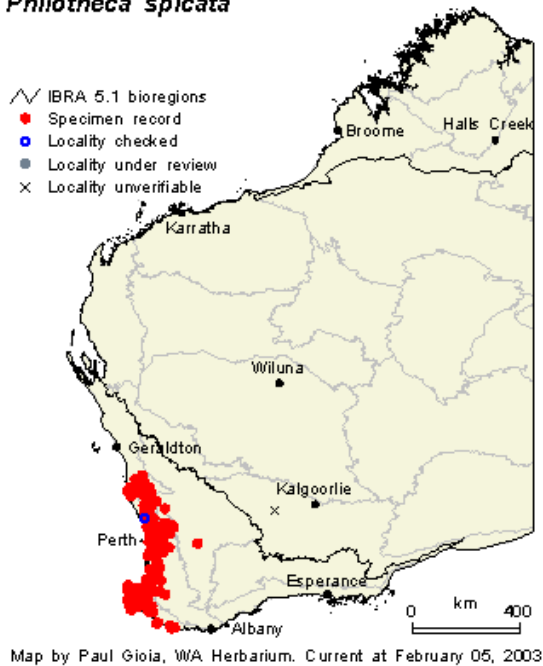 Philotheca spicata
IBRA 5.1 bioregions
Specimen record
Locality checked
Locality under review
Locality unverifiable
Broome
Halls Creek
Karratha
Wiluna
Geraldton
Kalgoorlie
Perth
Esperance
Albany
km
0 400
Map by Paul Gioia, WA Herbarium. Current at February 05, 2003